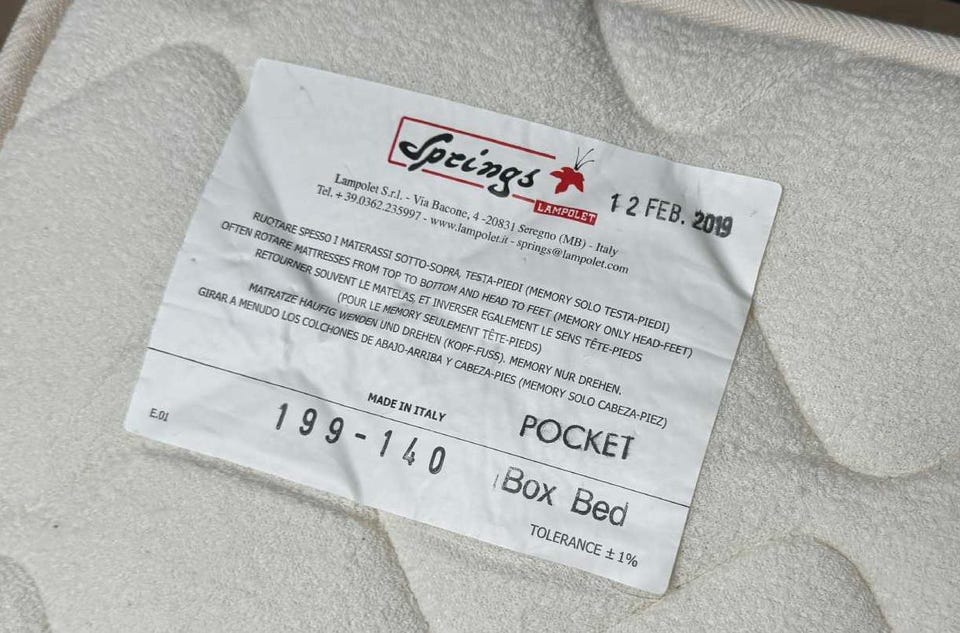 Springs
LAMPOLET
12 FEB. 2019
Lampolet S.r.l. - Via Bacone, 4 -20831 Seregno (MB) - Italy
Tel. + 39.0362.235997 - www.lampolet.it - springs@lampolet.com
RUOTARE SPESSO I MATERASSI SOTTO-SOPRA, TESTA-PIEDI (MEMORY SOLO TESTA-PIEDI)
OFTEN ROTARE MATTRESSES FROM TOP TO BOTTOM AND HEAD TO FEET (MEMORY ONLY HEAD-FEET)
RETOURNER SOUVENT LE MATELAS, ET INVERSER EGALEMENT LE SENS TÊTE-PIEDS
(POUR LE MEMORY SEULEMENT TÊTE-PIEDS)
MATRATZE HAUFIG WENDEN UND DREHEN (KOPF-FUSS). MEMORY NUR DREHEN.
GIRAR A MENUDO LOS COLCHONES DE ABAJO-ARRIBA Y CABEZA-PIES (MEMORY SOLO CABEZA-PIEZ)
MADE IN ITALY
POCKET
E.01
199-140
Box Bed
TOLERANCE ± 1%